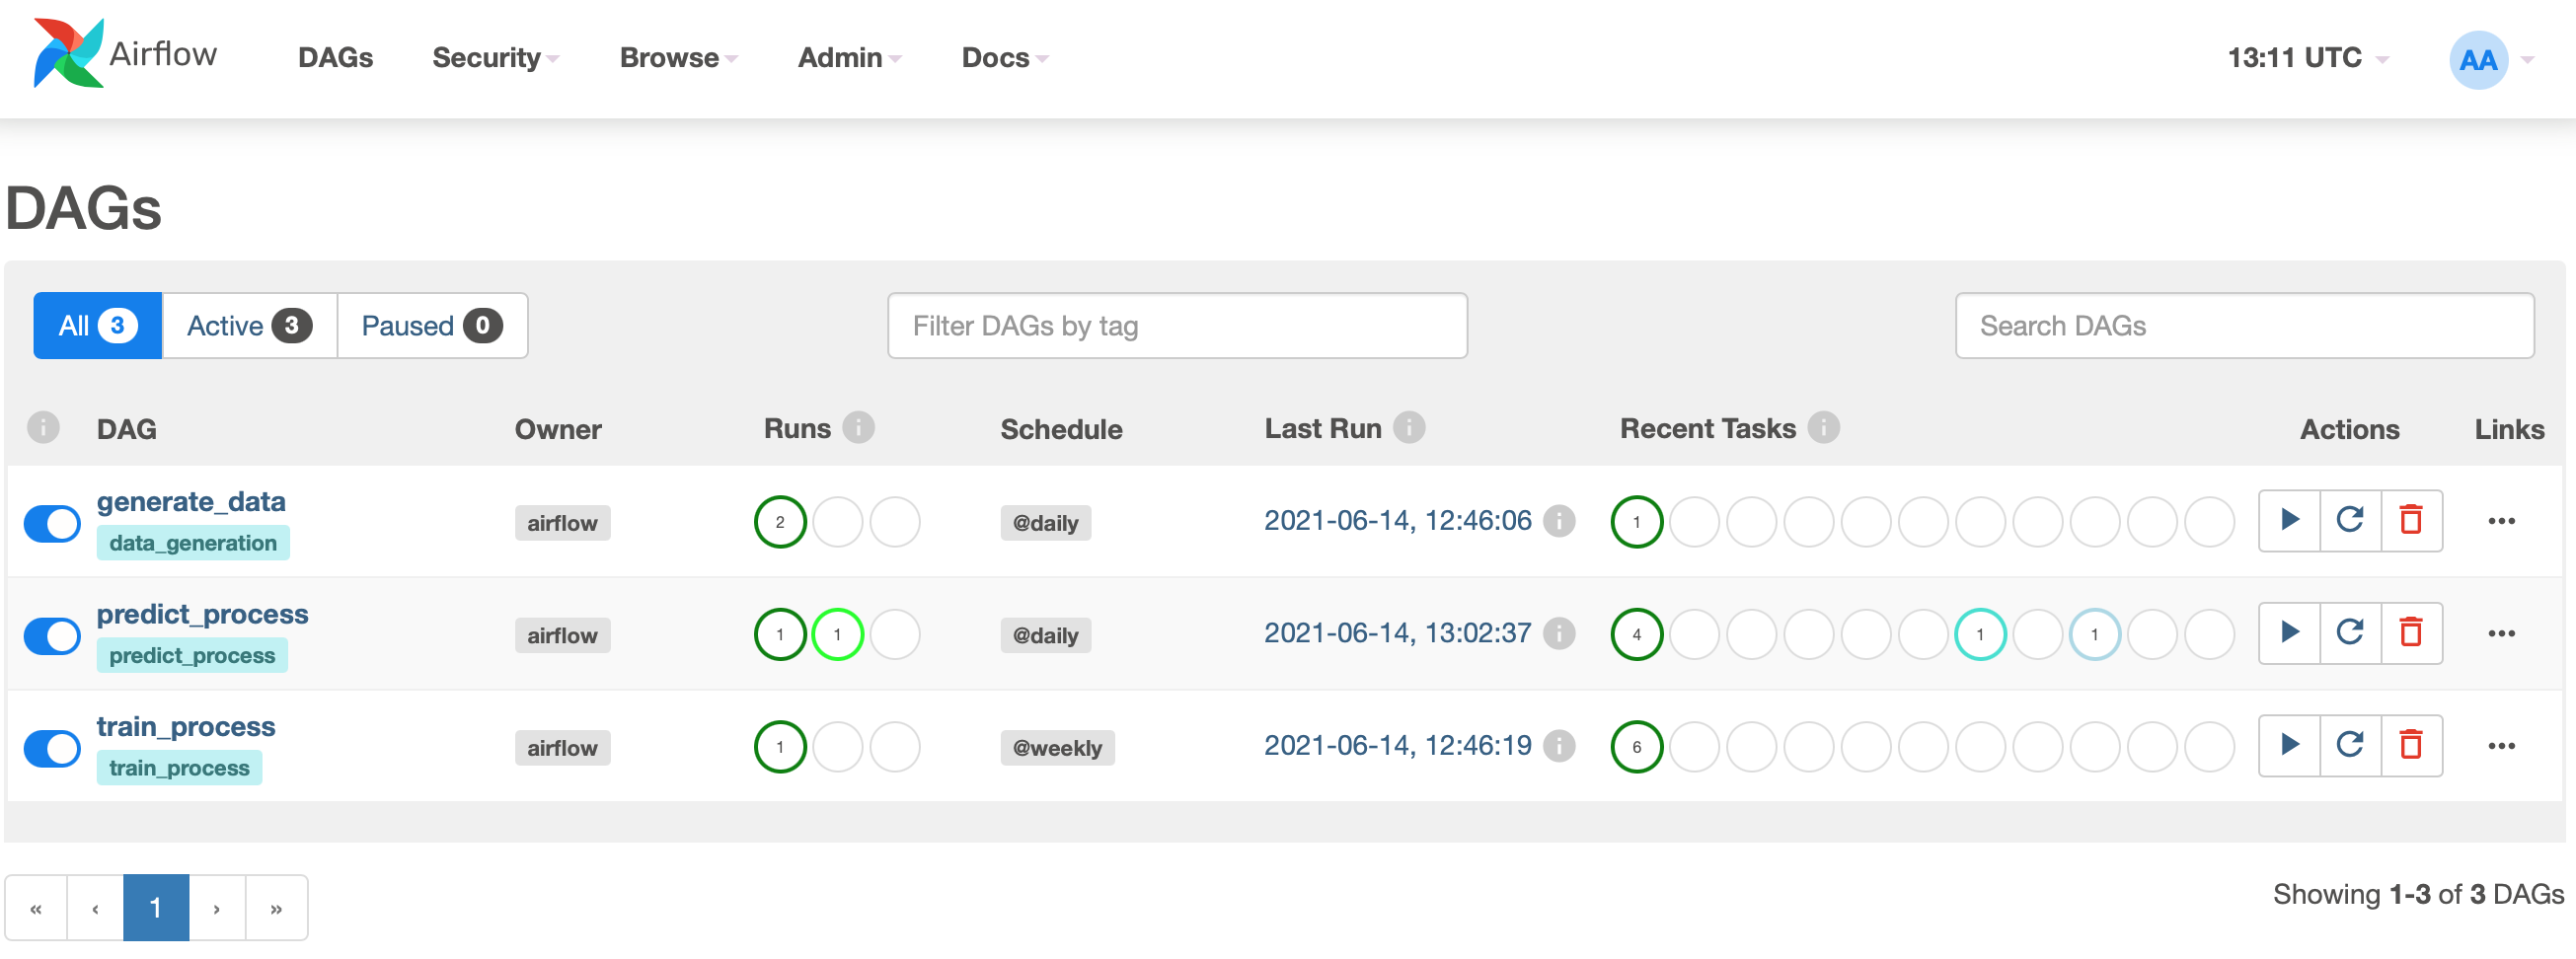 Airflow DAGs Security Browse Admin Docs 13:11 UTC AA
DAGs
All 3 Active 3 Paused 0 Filter DAGs by tag Search DAGs
i DAG Owner Runs i Schedule Last Run i Recent Tasks i Actions Links
generate_data
airflow 2 @daily 2021-06-14, 12:46:06 i 1
data_generation
predict_process
airflow 1 1 @daily 2021-06-14, 13:02:37 i 4 1 1
predict_process
train_process
airflow 1 @weekly 2021-06-14, 12:46:19 i 6
train_process
« ‹ 1 › » Showing 1-3 of 3 DAGs